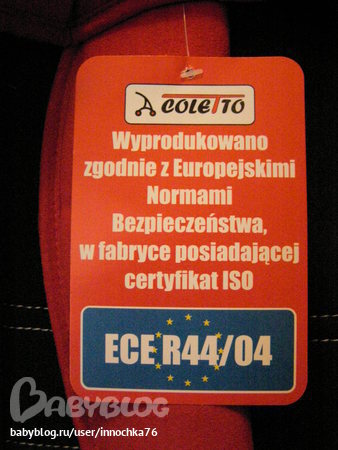 COLETTO
Wyprodukowano
zgodnie z Europejskimi
Normami
Bezpieczeństwa,
w fabryce posiadającej
certyfikat ISO
ECE R44/04
BABYBLOG
babyblog.ru/user/innochka76